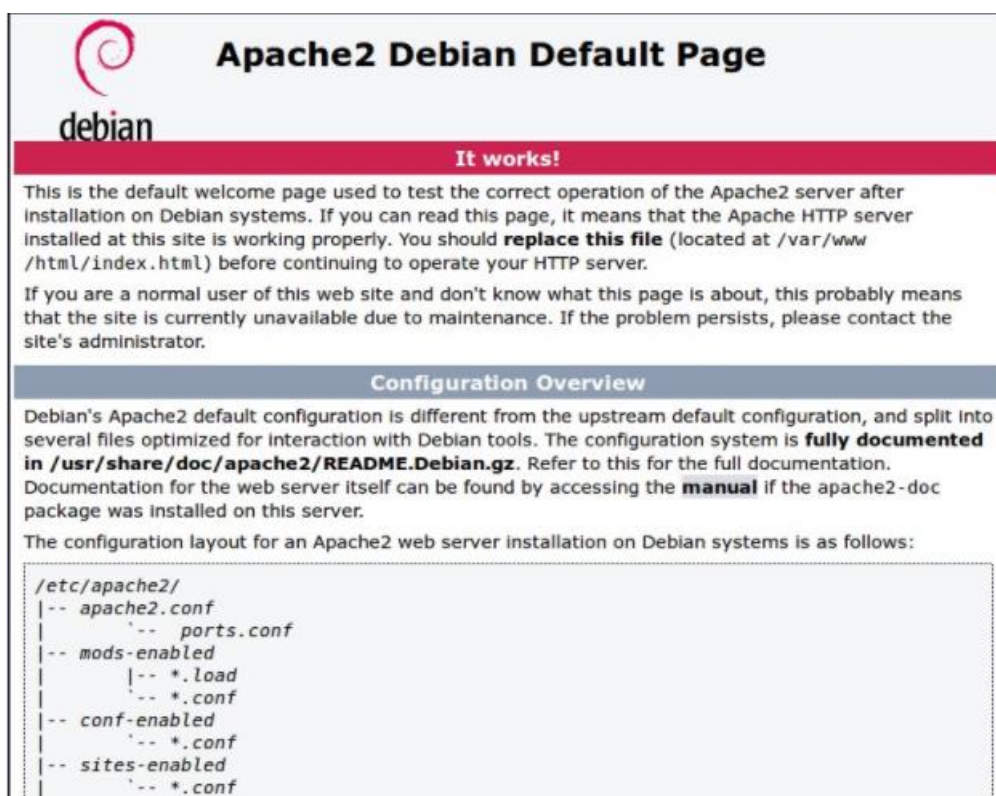 Apache2 Debian Default Page
debian
It works!
This is the default welcome page used to test the correct operation of the Apache2 server after
installation on Debian systems. If you can read this page, it means that the Apache HTTP server
installed at this site is working properly. You should replace this file (located at /var/www
/html/index.html) before continuing to operate your HTTP server.
If you are a normal user of this web site and don't know what this page is about, this probably means
that the site is currently unavailable due to maintenance. If the problem persists, please contact the
site's administrator.
Configuration Overview
Debian's Apache2 default configuration is different from the upstream default configuration, and split into
several files optimized for interaction with Debian tools. The configuration system is fully documented
in /usr/share/doc/apache2/README.Debian.gz. Refer to this for the full documentation.
Documentation for the web server itself can be found by accessing the manual if the apache2-doc
package was installed on this server.
The configuration layout for an Apache2 web server installation on Debian systems is as follows:
/etc/apache2/
|-- apache2.conf
|       `--  ports.conf
|-- mods-enabled
|       |-- *.load
|       `-- *.conf
|-- conf-enabled
|       `-- *.conf
|-- sites-enabled
|       `-- *.conf